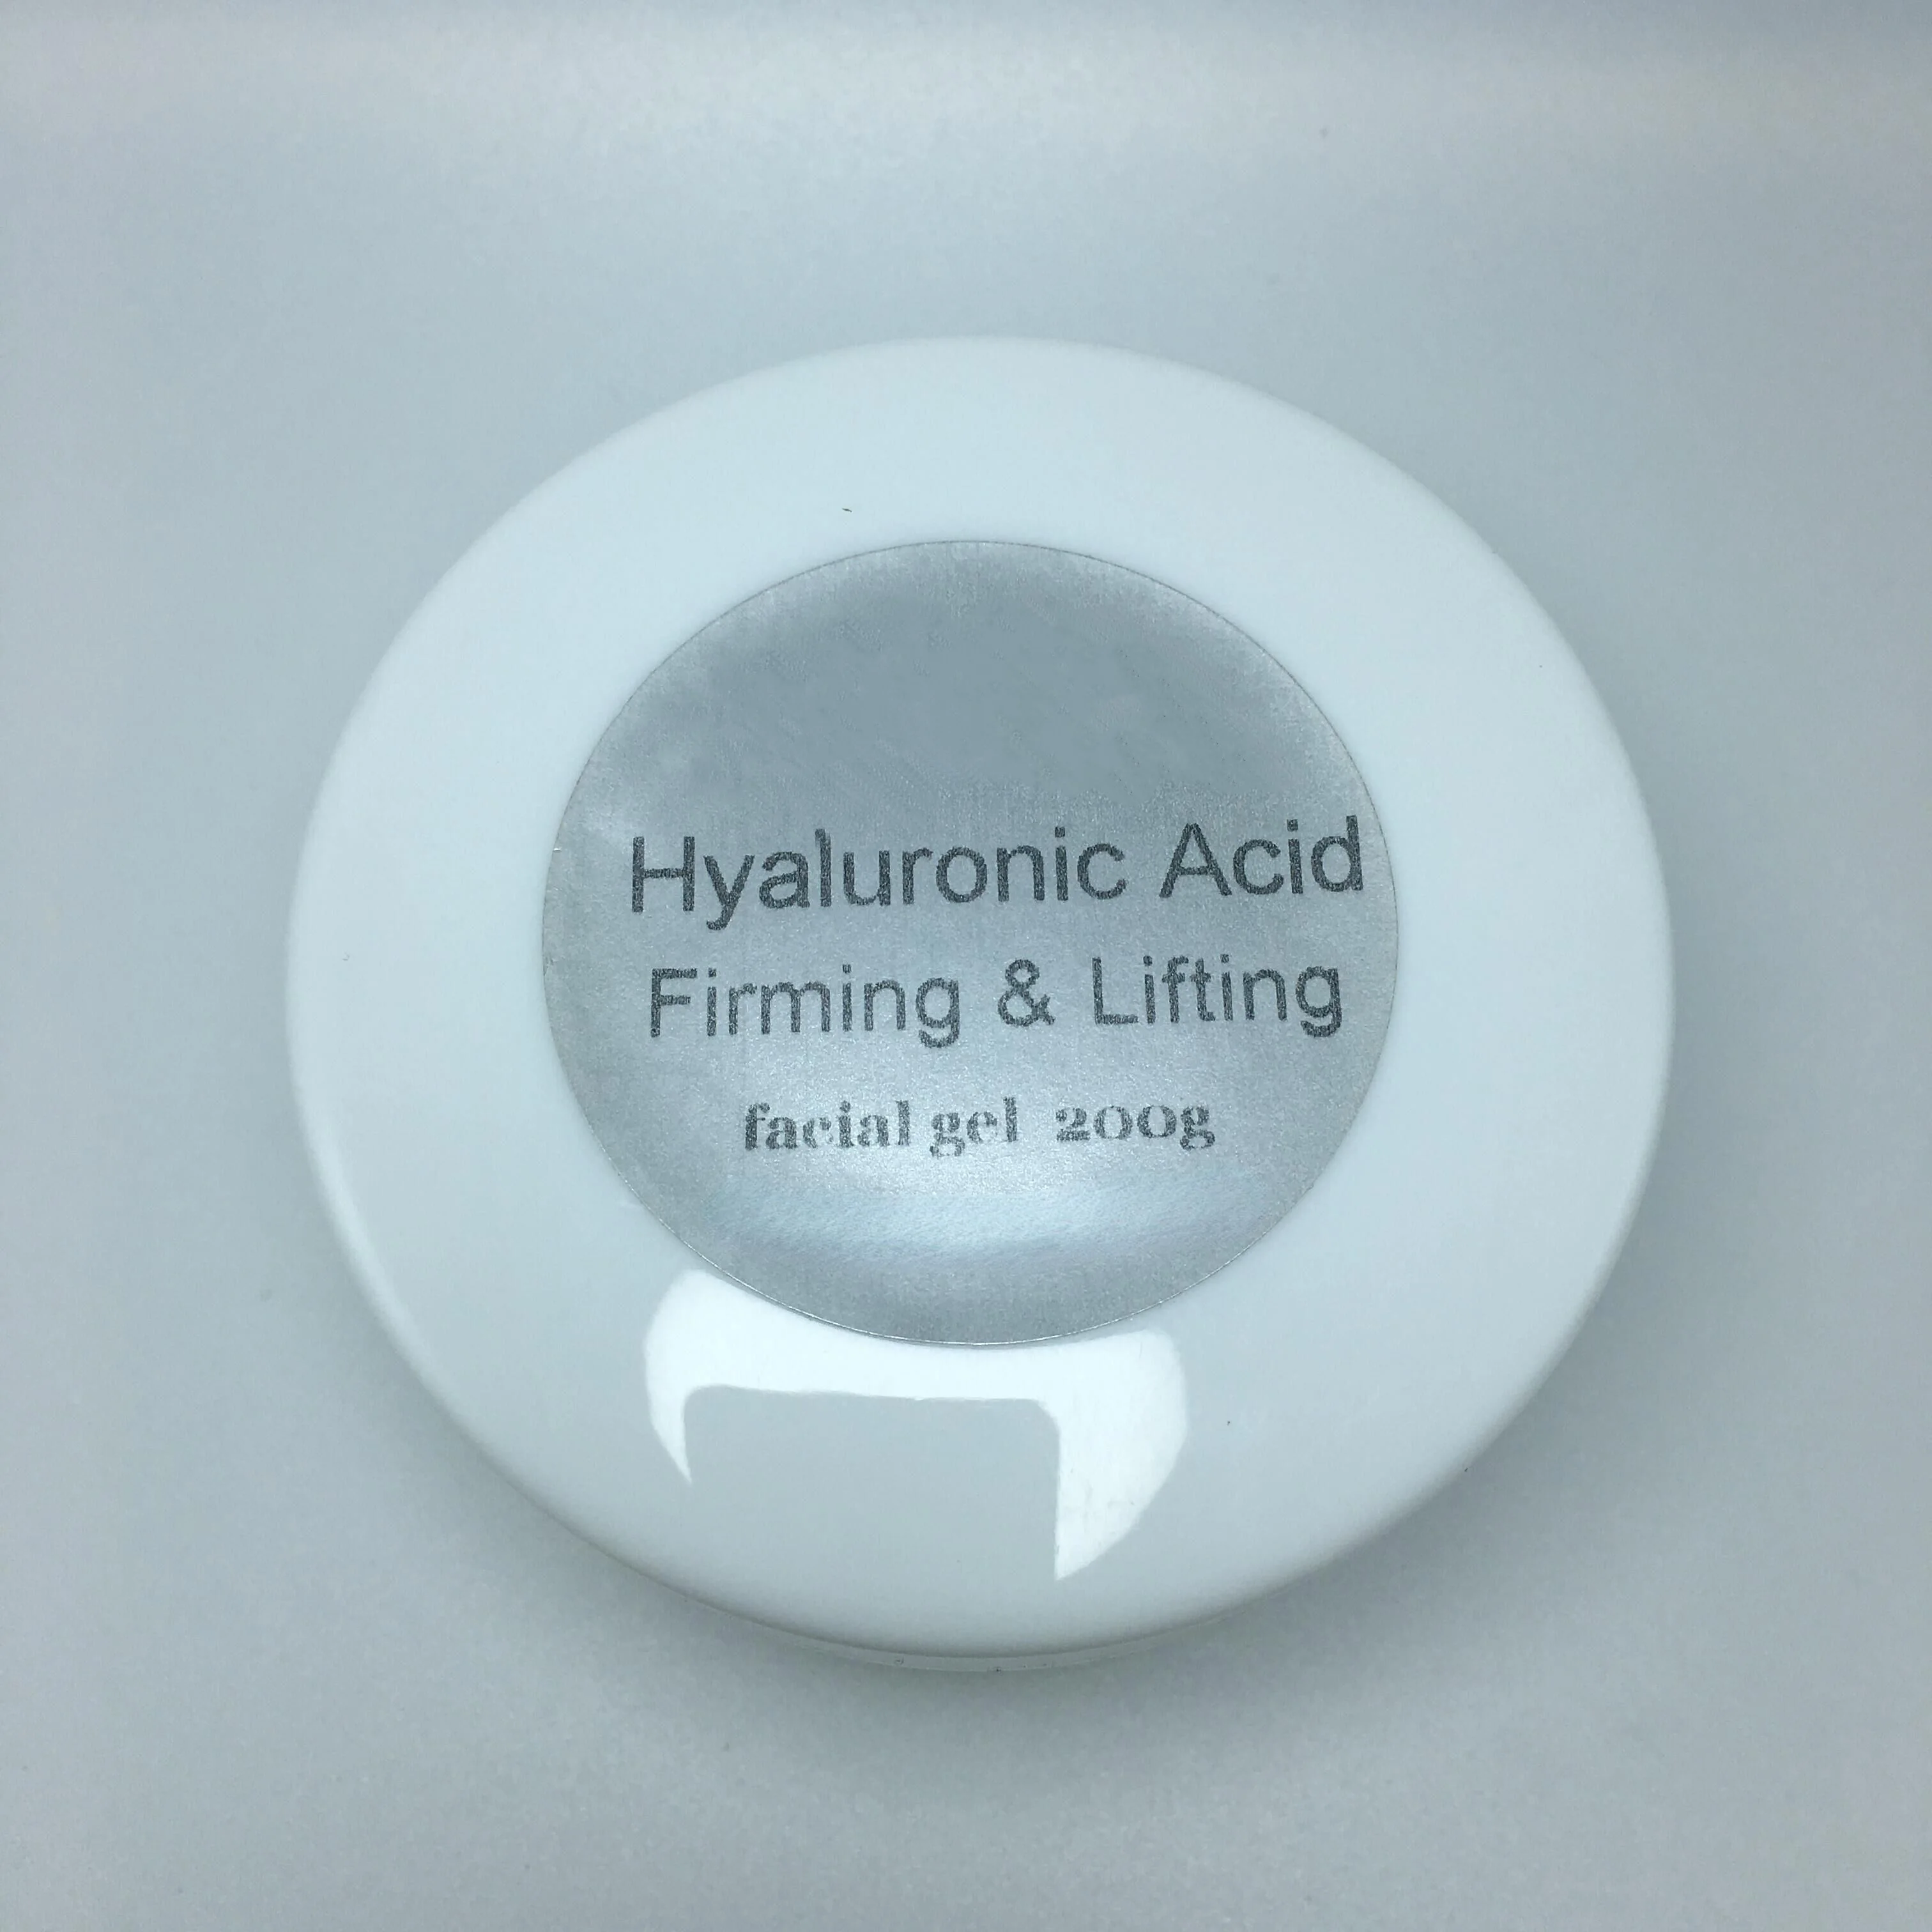 Hyaluronic Acid
Firming & Lifting
facial gel 200g